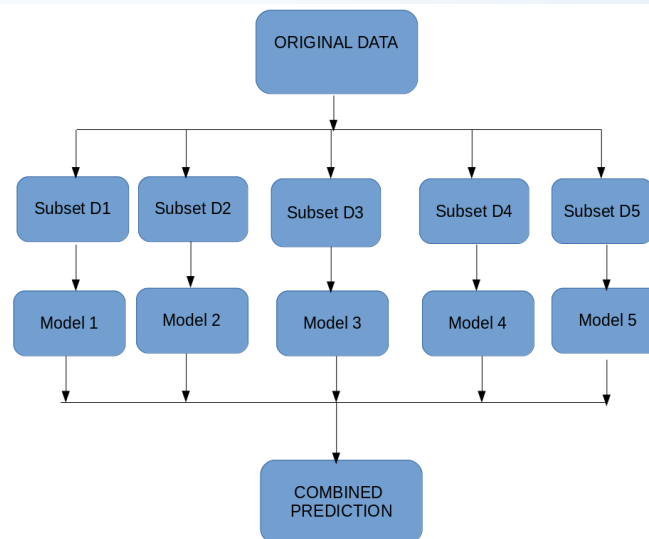 ORIGINAL DATA
Subset D1
Subset D2
Subset D3
Subset D4
Subset D5
Model 1
Model 2
Model 3
Model 4
Model 5
COMBINED
PREDICTION